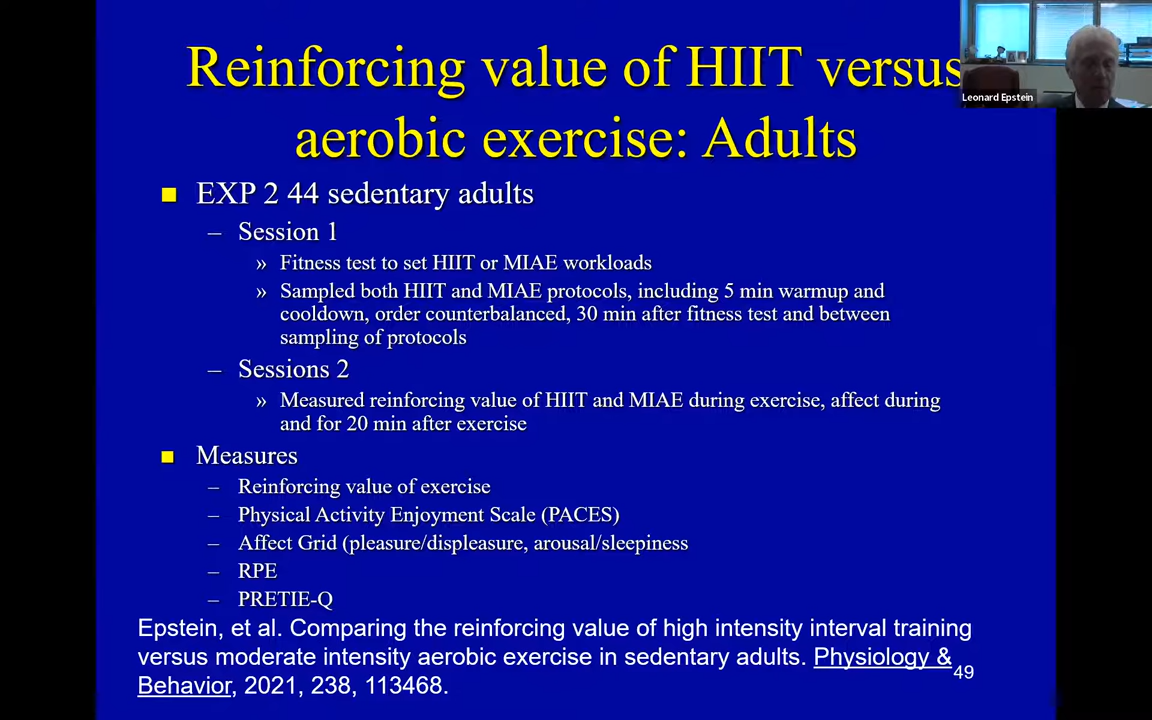 Reinforcing value of HIIT versus
aerobic exercise: Adults
Leonard Epstein
■ EXP 2 44 sedentary adults
– Session 1
» Fitness test to set HIIT or MIAE workloads
» Sampled both HIIT and MIAE protocols, including 5 min warmup and
cooldown, order counterbalanced, 30 min after fitness test and between
sampling of protocols
– Sessions 2
» Measured reinforcing value of HIIT and MIAE during exercise, affect during
and for 20 min after exercise
■ Measures
– Reinforcing value of exercise
– Physical Activity Enjoyment Scale (PACES)
– Affect Grid (pleasure/displeasure, arousal/sleepiness
– RPE
– PRETIE-Q
Epstein, et al. Comparing the reinforcing value of high intensity interval training
versus moderate intensity aerobic exercise in sedentary adults. Physiology &
Behavior, 2021, 238, 113468.
49